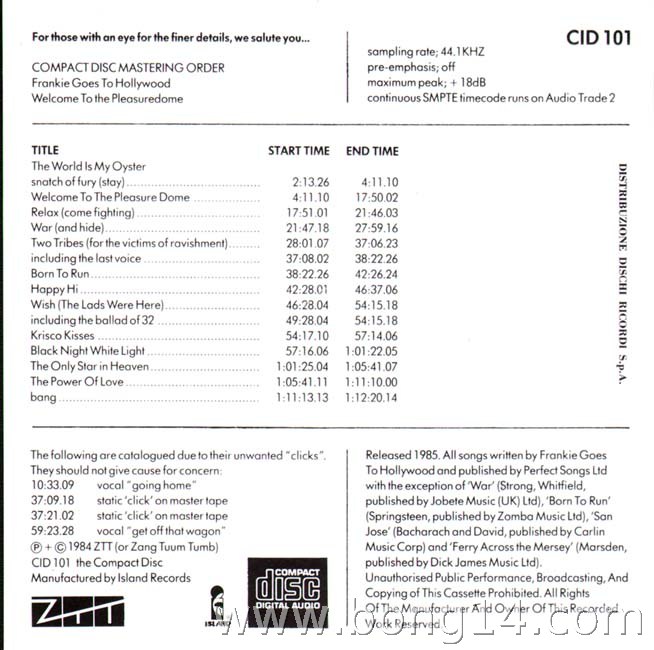 For those with an eye for the finer details, we salute you...
CID 101
COMPACT DISC MASTERING ORDER
Frankie Goes To Hollywood
Welcome To the Pleasuredome
sampling rate; 44.1KHZ
pre-emphasis; off
maximum peak; + 18dB
continuous SMPTE timecode runs on Audio Trade 2
TITLE START TIME END TIME
The World Is My Oyster
snatch of fury (stay) 2:13.26 4:11.10
Welcome To The Pleasure Dome 4:11.10 17:50.02
Relax (come fighting) 17:51.01 21:46.03
War (and hide) 21:47.18 27:59.16
Two Tribes (for the victims of ravishment) 28:01.07 37:06.23
including the last voice 37:08.02 38:22.26
Born To Run 38:22.26 42:26.24
Happy Hi 42:28.01 46:37.06
Wish (The Lads Were Here) 46:28.04 54:15.18
including the ballad of 32 49:28.04 54:15.18
Krisco Kisses 54:17.10 57:14.06
Black Night White Light 57:16.06 1:01:22.05
The Only Star in Heaven 1:01:25.04 1:05:41.07
The Power Of Love 1:05:41.11 1:11:10.00
bang 1:11:13.13 1:12:20.14
DISTRIBUZIONE DISCHI RICORDI S.p.A.
The following are catalogued due to their unwanted "clicks".
They should not give cause for concern:
10:33.09 vocal "going home"
37:09.18 static 'click' on master tape
37:21.02 static 'click' on master tape
59:23.28 vocal "get off that wagon"
Ⓟ + © 1984 ZTT (or Zang Tuum Tumb)
CID 101 the Compact Disc
Manufactured by Island Records
ZTT
ISLAND
COMPACT
disc
DIGITAL AUDIO
Released 1985. All songs written by Frankie Goes
To Hollywood and published by Perfect Songs Ltd
with the exception of 'War' (Strong, Whitfield,
published by Jobete Music (UK) Ltd), 'Born To Run'
(Springsteen, published by Zomba Music Ltd), 'San
Jose' (Bacharach and David, published by Carlin
Music Corp) and 'Ferry Across the Mersey' (Marsden,
published by Dick James Music Ltd).
Unauthorised Public Performance, Broadcasting, And
Copying of This Cassette Prohibited. All Rights
Of The Manufacturer And Owner Of This Recorded
Work Reserved.
www.bong14.com